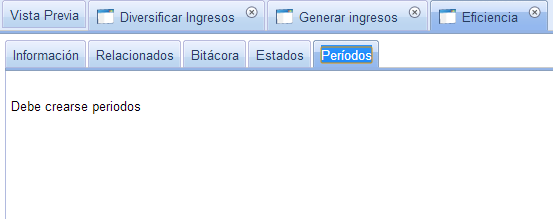 Vista Previa Diversificar Ingresos Generar ingresos Eficiencia
Información Relacionados Bitácora Estados Períodos
Debe crearse periodos